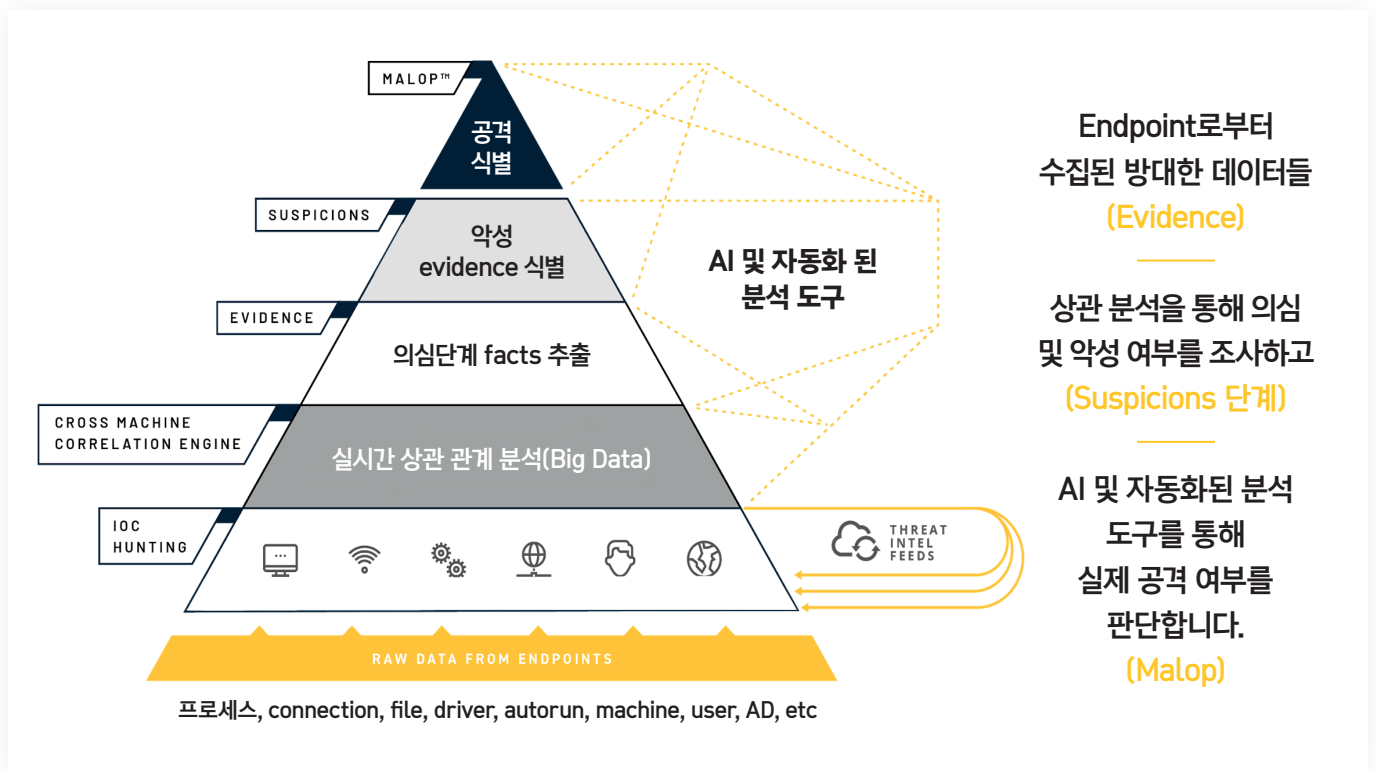 MALOP™
공격
식별
SUSPICIONS
악성
evidence 식별
EVIDENCE
의심단계 facts 추출
CROSS MACHINE
CORRELATION ENGINE
실시간 상관 관계 분석(Big Data)
IOC
HUNTING
THREAT
INTEL
FEEDS
AI 및 자동화 된
분석 도구
RAW DATA FROM ENDPOINTS
프로세스, connection, file, driver, autorun, machine, user, AD, etc
Endpoint로부터
수집된 방대한 데이터들
(Evidence)
상관 분석을 통해 의심
및 악성 여부를 조사하고
(Suspicions 단계)
AI 및 자동화된 분석
도구를 통해
실제 공격 여부를
판단합니다.
(Malop)